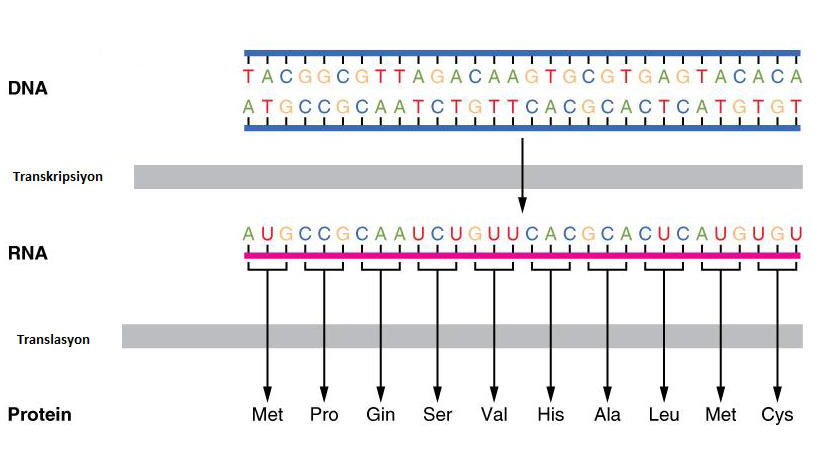 DNA
T A C G G C G T T A G A C A A G T G C G T G A G T A C A C A
A T G C C G C A A T C T G T T C A C G C A C T C A T G T G T
Transkripsiyon
RNA
A U G C C G C A A U C U G U U C A C G C A C U C A U G U G U
Translasyon
Protein
Met Pro Gin Ser Val His Ala Leu Met Cys